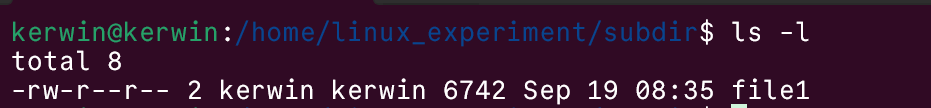 kerwin@kerwin:/home/linux_experiment/subdir$ ls -l
total 8
-rw-r--r-- 2 kerwin kerwin 6742 Sep 19 08:35 file1